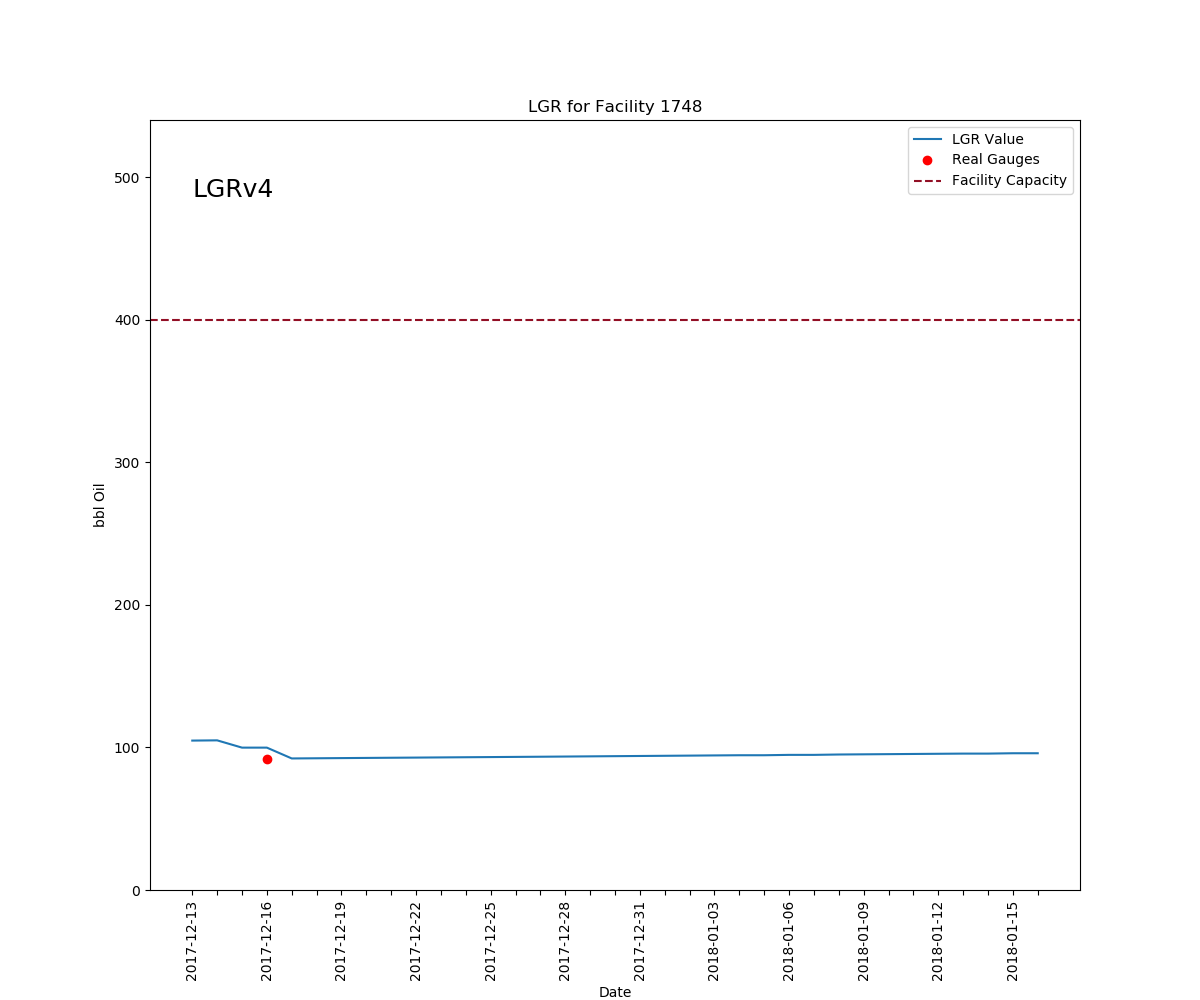 LGR for Facility 1748
LGRv4
LGR Value
Real Gauges
Facility Capacity
bbl Oil
500
400
300
200
100
0
2017-12-13
2017-12-16
2017-12-19
2017-12-22
2017-12-25
2017-12-28
2017-12-31
2018-01-03
2018-01-06
2018-01-09
2018-01-12
2018-01-15
Date